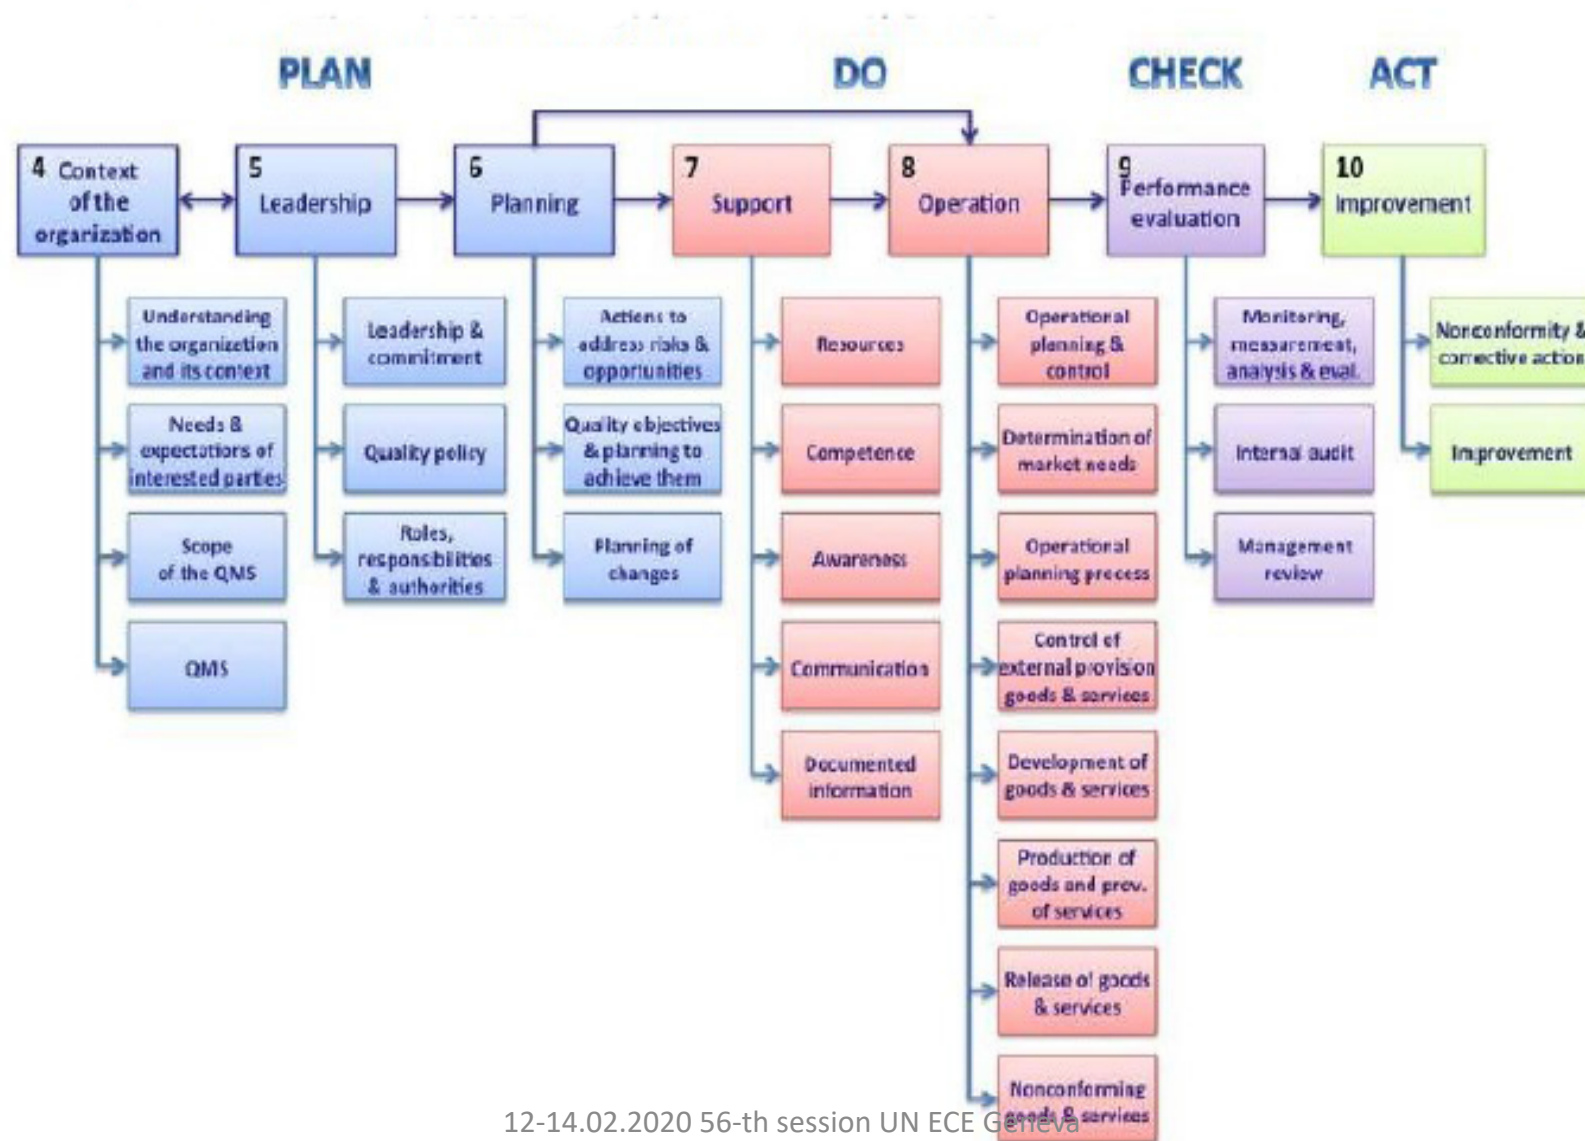 PLAN
DO
CHECK
ACT
4 Context
of the
organization
5
Leadership
6
Planning
7
Support
8
Operation
9
Performance
evaluation
10
Improvement
Understanding
the organization
and its context
Needs &
expectations of
interested parties
Scope
of the QMS
QMS
Leadership &
commitment
Quality policy
Roles,
responsibilities
& authorities
Actions to
address risks &
opportunities
Quality objectives
& planning to
achieve them
Planning of
changes
Resources
Competence
Awareness
Communication
Documented
information
Operational
planning &
control
Determination of
market needs
Operational
planning process
Control of
external provision
goods & services
Development of
goods & services
Production of
goods and prov.
of services
Release of goods
& services
Nonconforming
goods & services
Monitoring,
measurement,
analysis & eval.
Internal audit
Management
review
Nonconformity &
corrective action
Improvement
12-14.02.2020 56-th session UN ECE Geneva